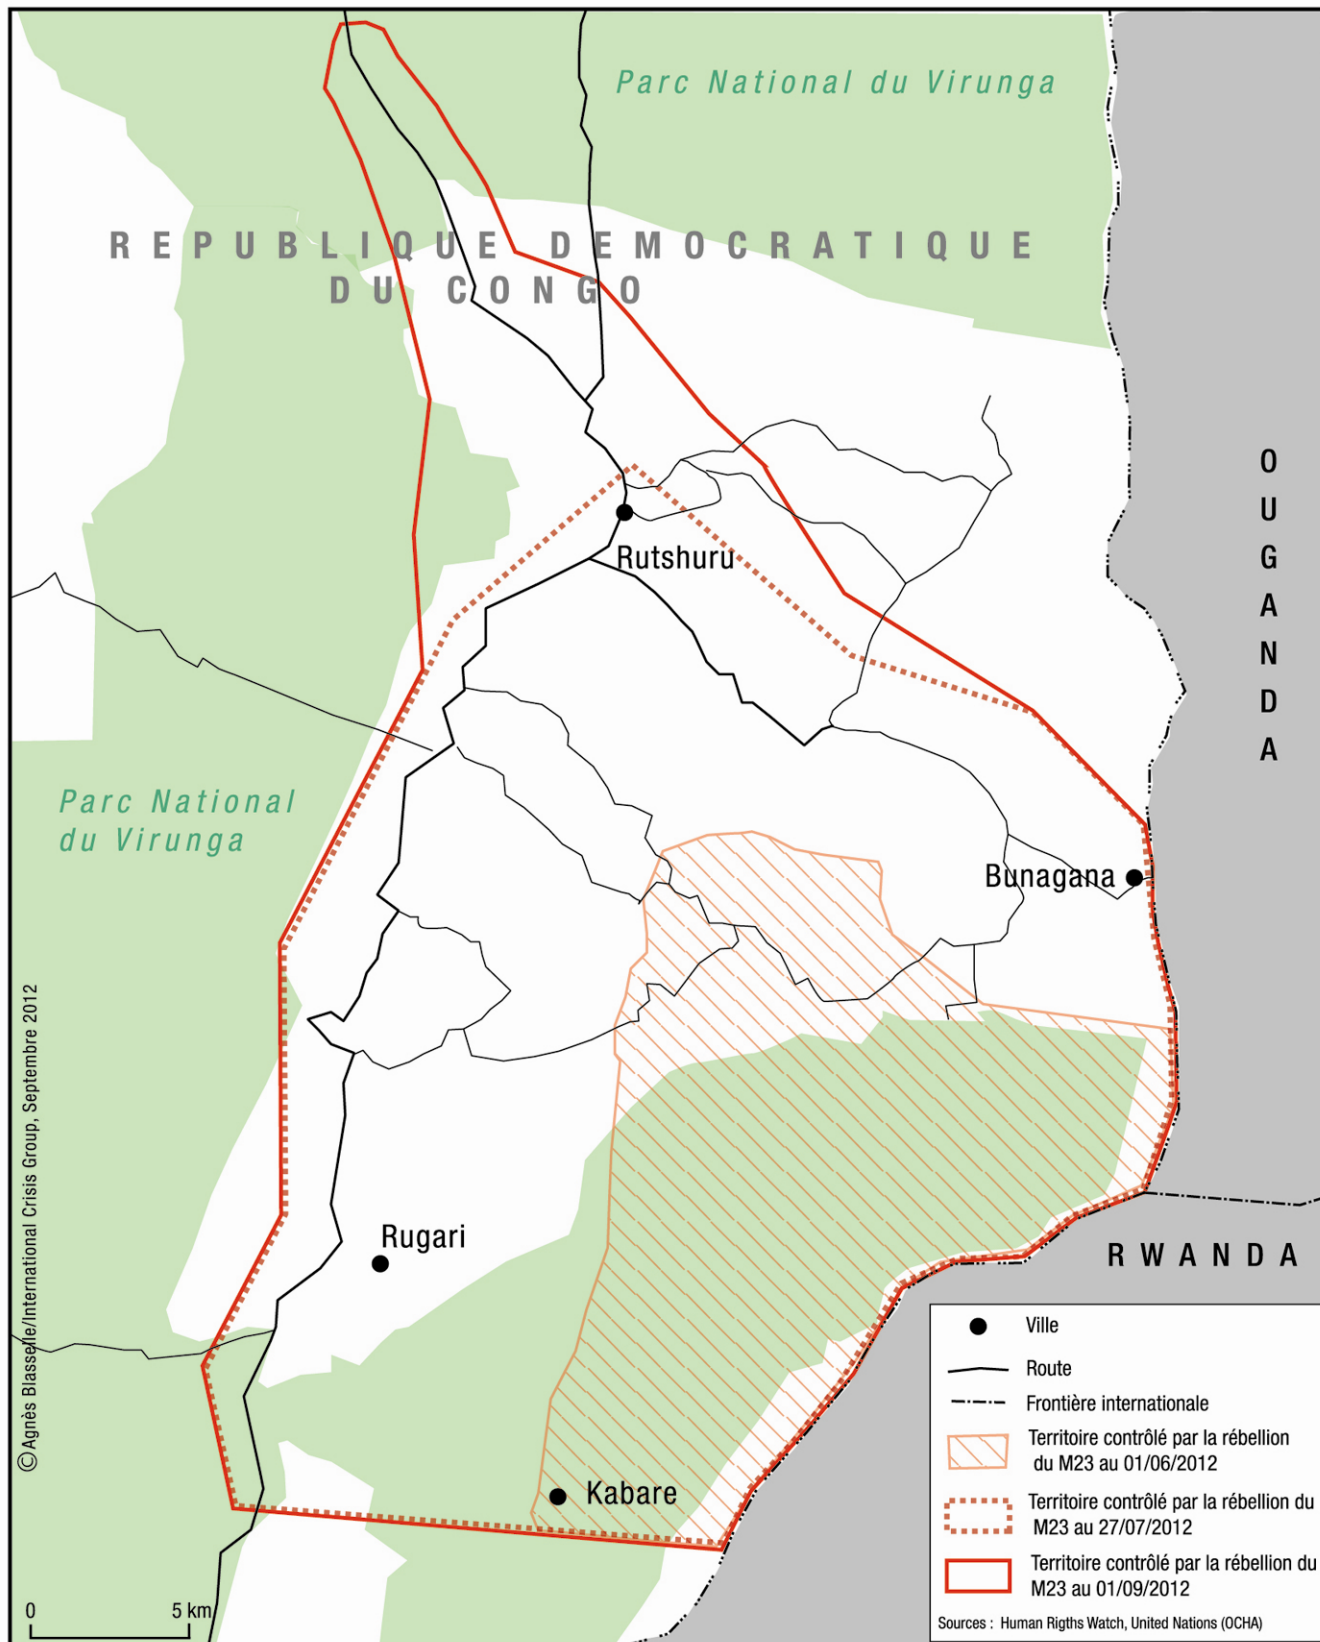 Parc National du Virunga
REPUBLIQUE DEMOCRATIQUE
DU CONGO
OUGANDA
Rutshuru
Parc National
du Virunga
Bunagana
©Agnès Blasselle/International Crisis Group, Septembre 2012
Rugari
RWANDA
Kabare
Ville
Route
Frontière internationale
Territoire contrôlé par la rébellion
du M23 au 01/06/2012
Territoire contrôlé par la rébellion du
M23 au 27/07/2012
Territoire contrôlé par la rébellion du
M23 au 01/09/2012
Sources : Human Rigths Watch, United Nations (OCHA)
0 5 km